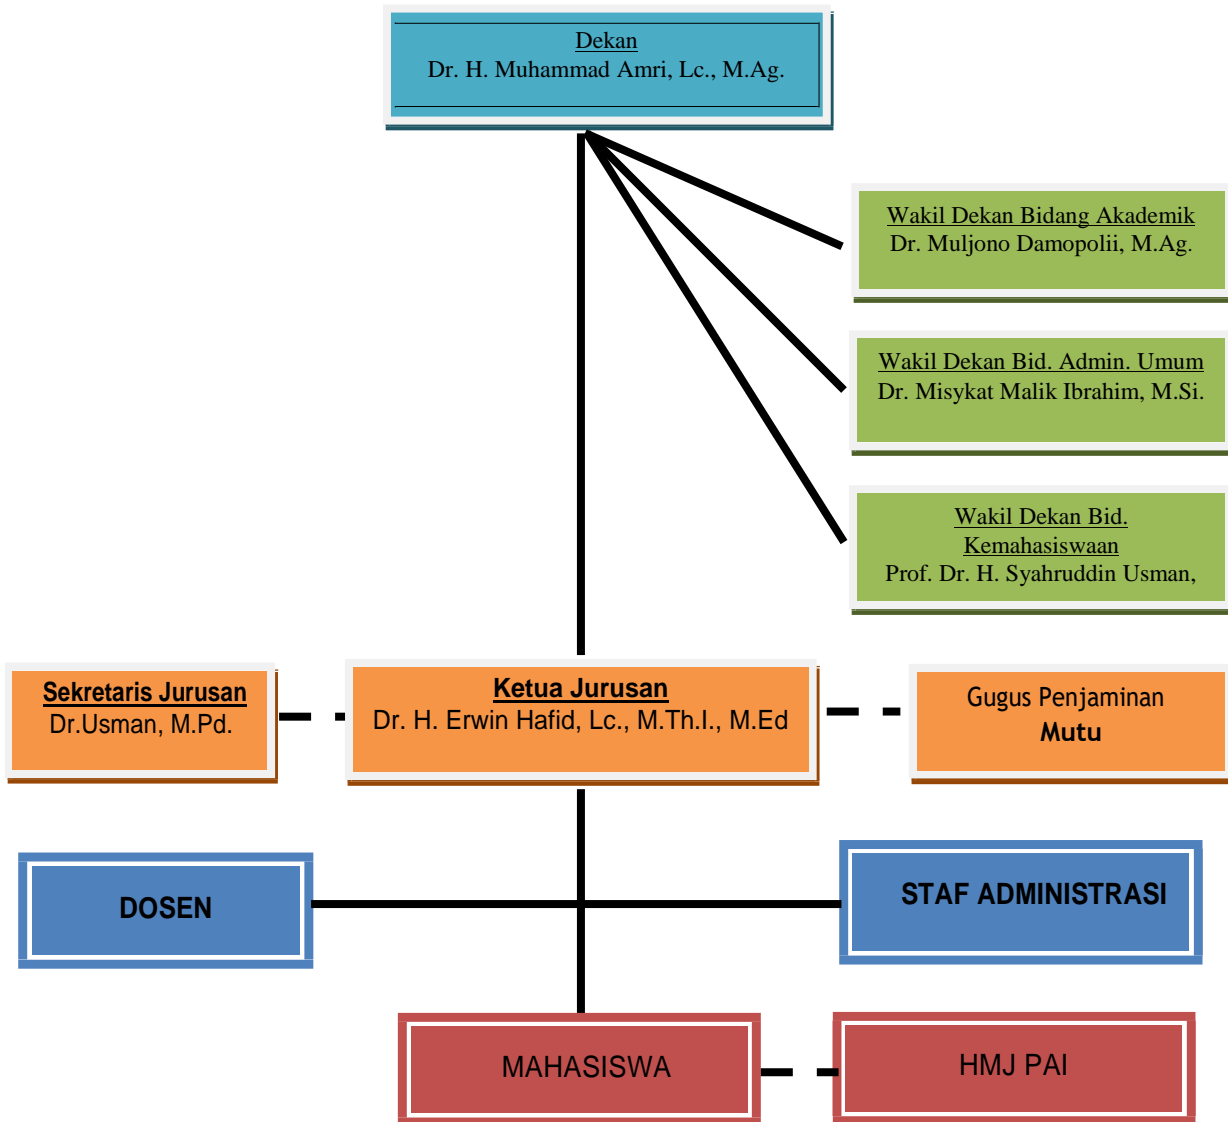 Dekan
Dr. H. Muhammad Amri, Lc., M.Ag.
Wakil Dekan Bidang Akademik
Dr. Muljono Damopolii, M.Ag.
Wakil Dekan Bid. Admin. Umum
Dr. Misykat Malik Ibrahim, M.Si.
Wakil Dekan Bid.
Kemahasiswaan
Prof. Dr. H. Syahruddin Usman,
Sekretaris Jurusan
Dr.Usman, M.Pd.
Ketua Jurusan
Dr. H. Erwin Hafid, Lc., M.Th.I., M.Ed
Gugus Penjaminan
Mutu
DOSEN
STAF ADMINISTRASI
MAHASISWA
HMJ PAI